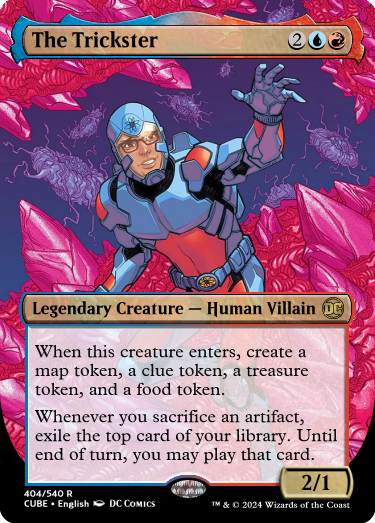 The Trickster 2
Legendary Creature — Human Villain DC
When this creature enters, create a
map token, a clue token, a treasure
token, and a food token.
Whenever you sacrifice an artifact,
exile the top card of your library. Until
end of turn, you may play that card.
2/1
404/540 R
CUBE • English DC COMICS
™ & © 2024 Wizards of the Coast